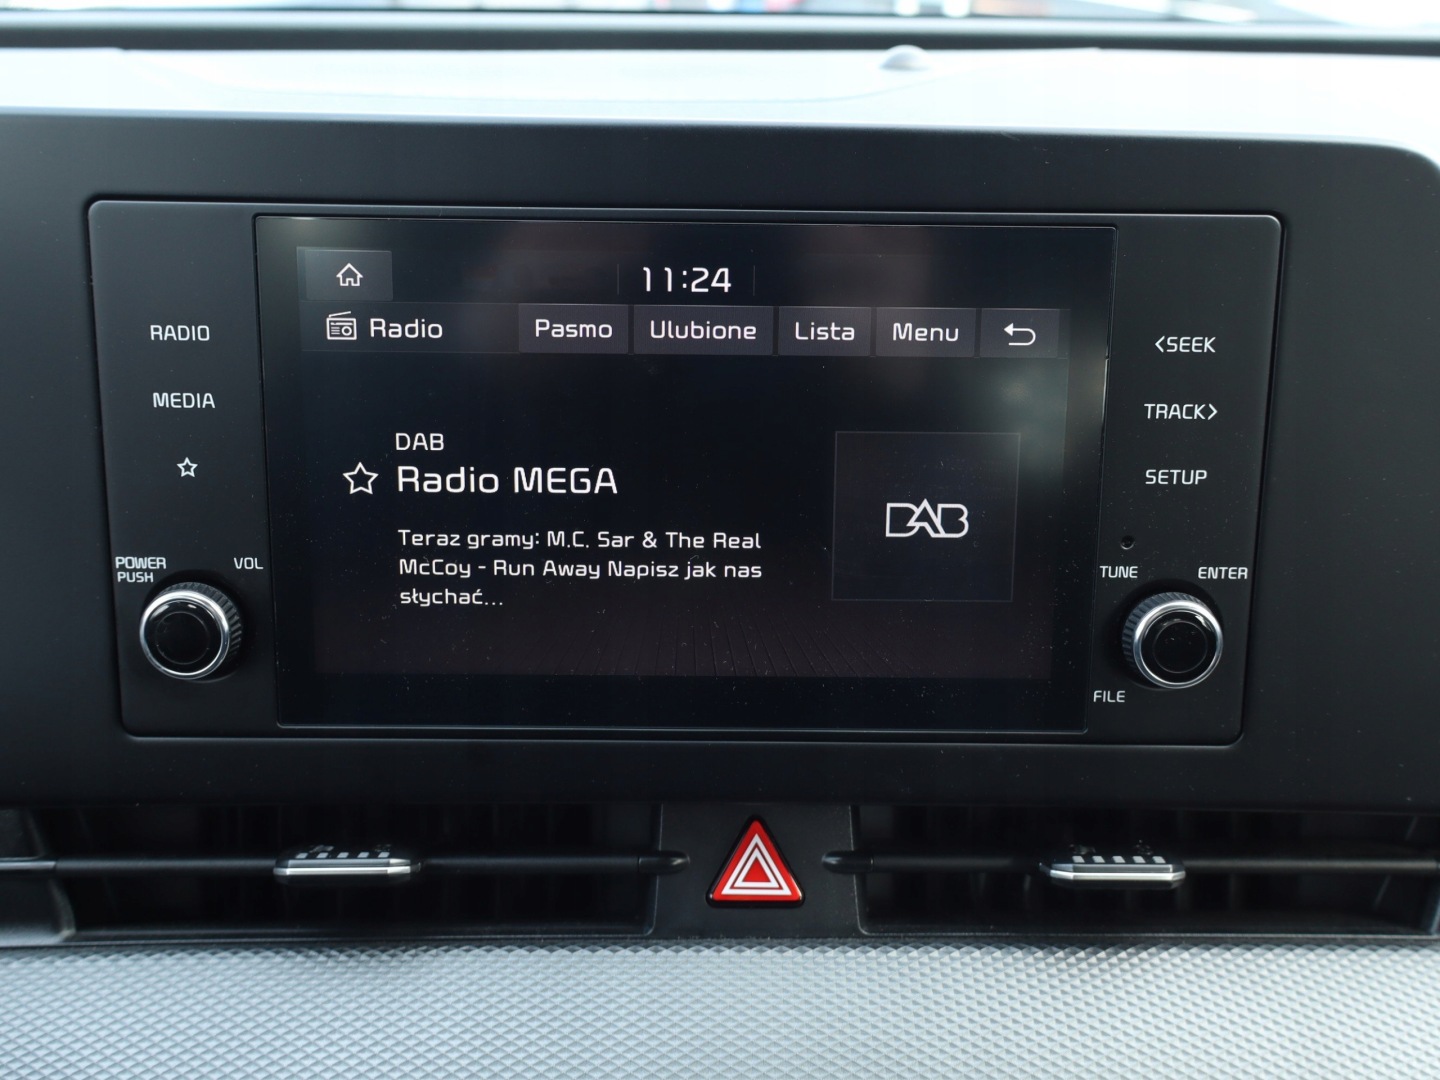 11:24
Radio Pasmo Ulubione Lista Menu
RADIO
MEDIA
POWER
PUSH
VOL
DAB
Radio MEGA
Teraz gramy: M.C. Sar & The Real
McCoy - Run Away Napisz jak nas
słychać...
DAB
<SEEK
TRACK>
SETUP
TUNE
ENTER
FILE